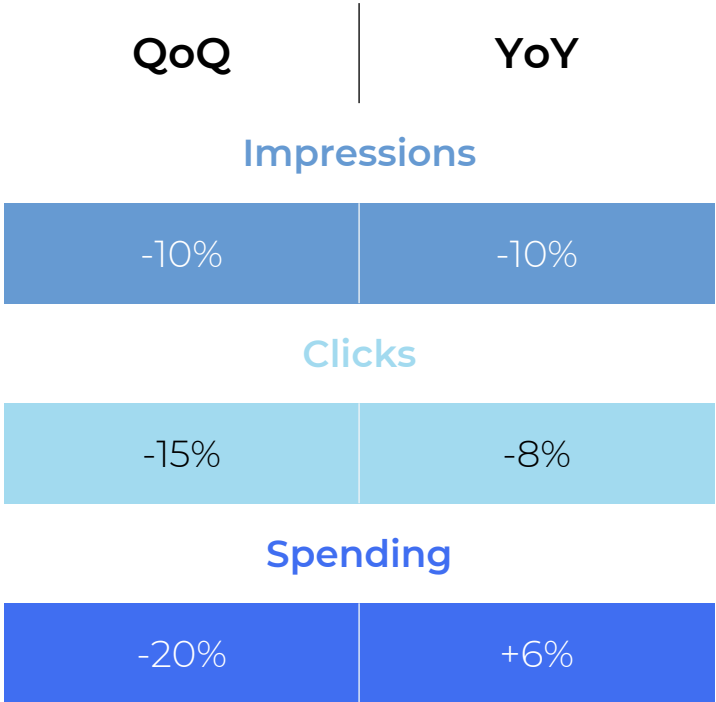 QoQ YoY
Impressions
-10% -10%
Clicks
-15% -8%
Spending
-20% +6%